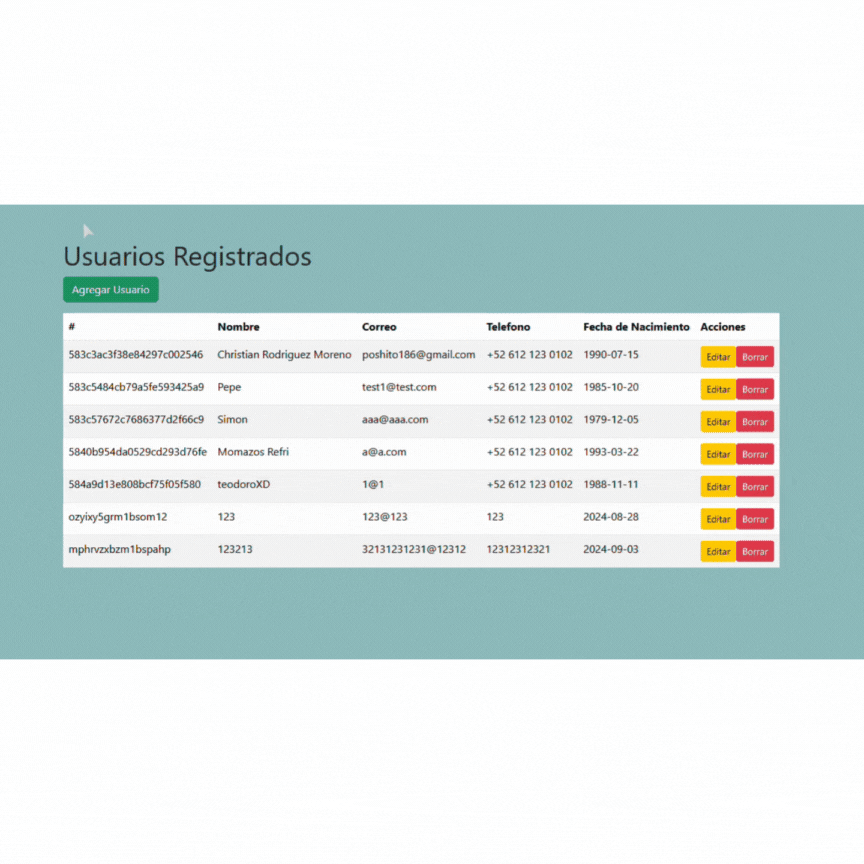 Usuarios Registrados
Agregar Usuario
# Nombre Correo Telefono Fecha de Nacimiento Acciones
583c3ac3f38e84297c002546 Christian Rodriguez Moreno poshito186@gmail.com +52 612 123 0102 1990-07-15 Editar Borrar
583c5484cb79a5fe593425a9 Pepe test1@test.com +52 612 123 0102 1985-10-20 Editar Borrar
583c57672c7686377d2f66c9 Simon aaa@aaa.com +52 612 123 0102 1979-12-05 Editar Borrar
5840b954da0529cd293d76fe Momazos Refri a@a.com +52 612 123 0102 1993-03-22 Editar Borrar
584a9d13e808bcf75f05f580 teodoroXD 1@1 +52 612 123 0102 1988-11-11 Editar Borrar
ozyixy5grm1bsom12 123 123@123 123 2024-08-28 Editar Borrar
mphrvzxbzm1bspahp 123213 32131231231@12312 12312312321 2024-09-03 Editar Borrar